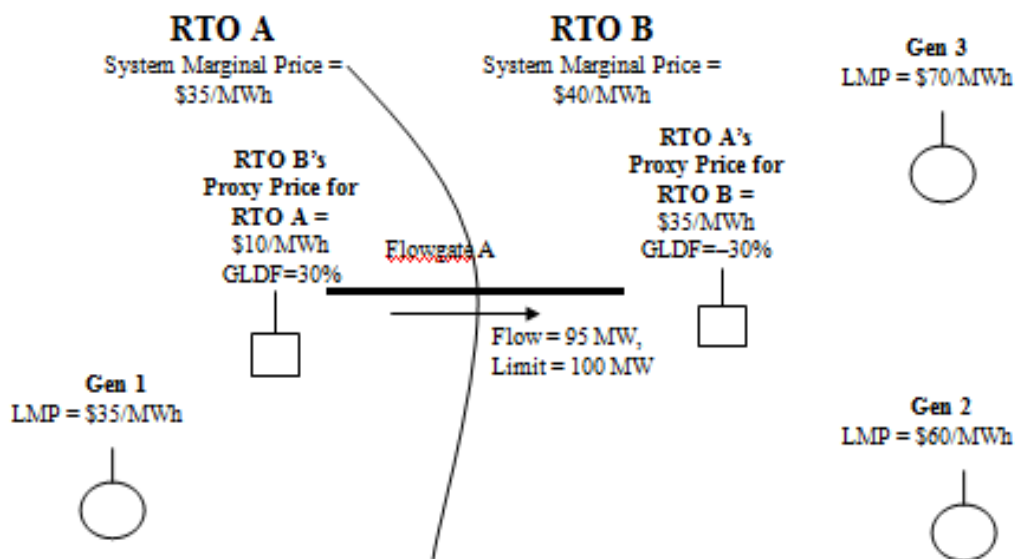 RTO A
System Marginal Price =
$35/MWh
RTO B
System Marginal Price =
$40/MWh
Gen 3
LMP = $70/MWh
RTO B's
Proxy Price for
RTO A =
$10/MWh
GLDF=30%
RTO A's
Proxy Price for
RTO B =
$35/MWh
GLDF=–30%
Flowgate A
Flow = 95 MW,
Limit = 100 MW
Gen 1
LMP = $35/MWh
Gen 2
LMP = $60/MWh